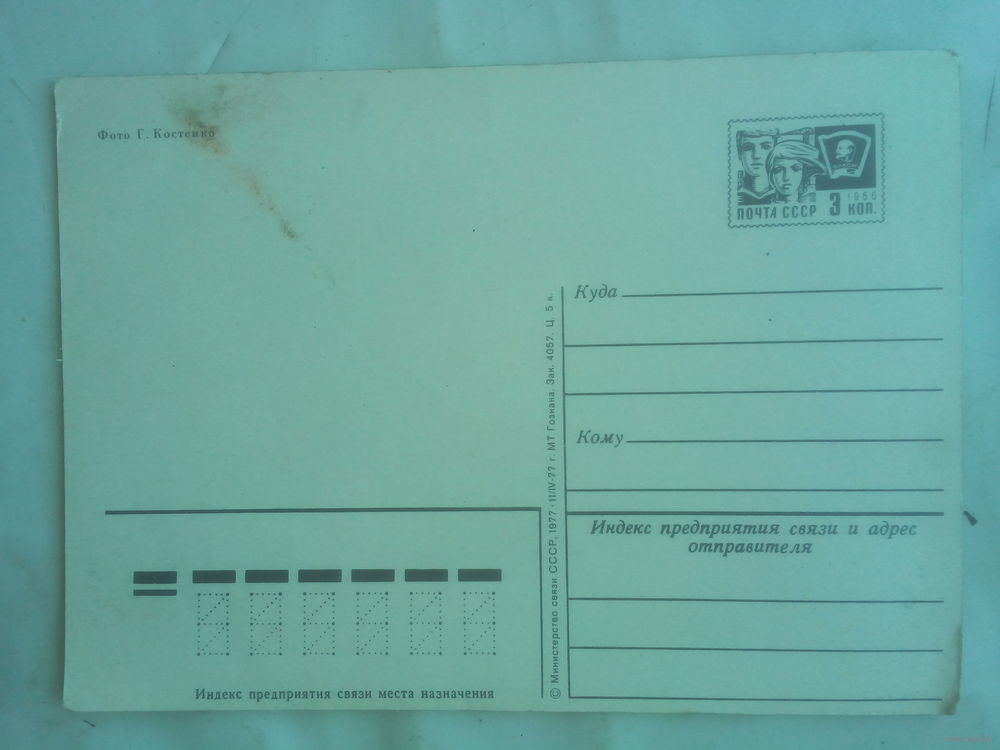 Фото Г. Костенко
1966
ПОЧТА СССР 3 КОП.
Куда
Кому
© Министерство связи СССР, 1977 · 11/IV-77 г. МТ Гознака. Зак. 4057. Ц. 5 к.
Индекс предприятия связи и адрес
отправителя
Индекс предприятия связи места назначения